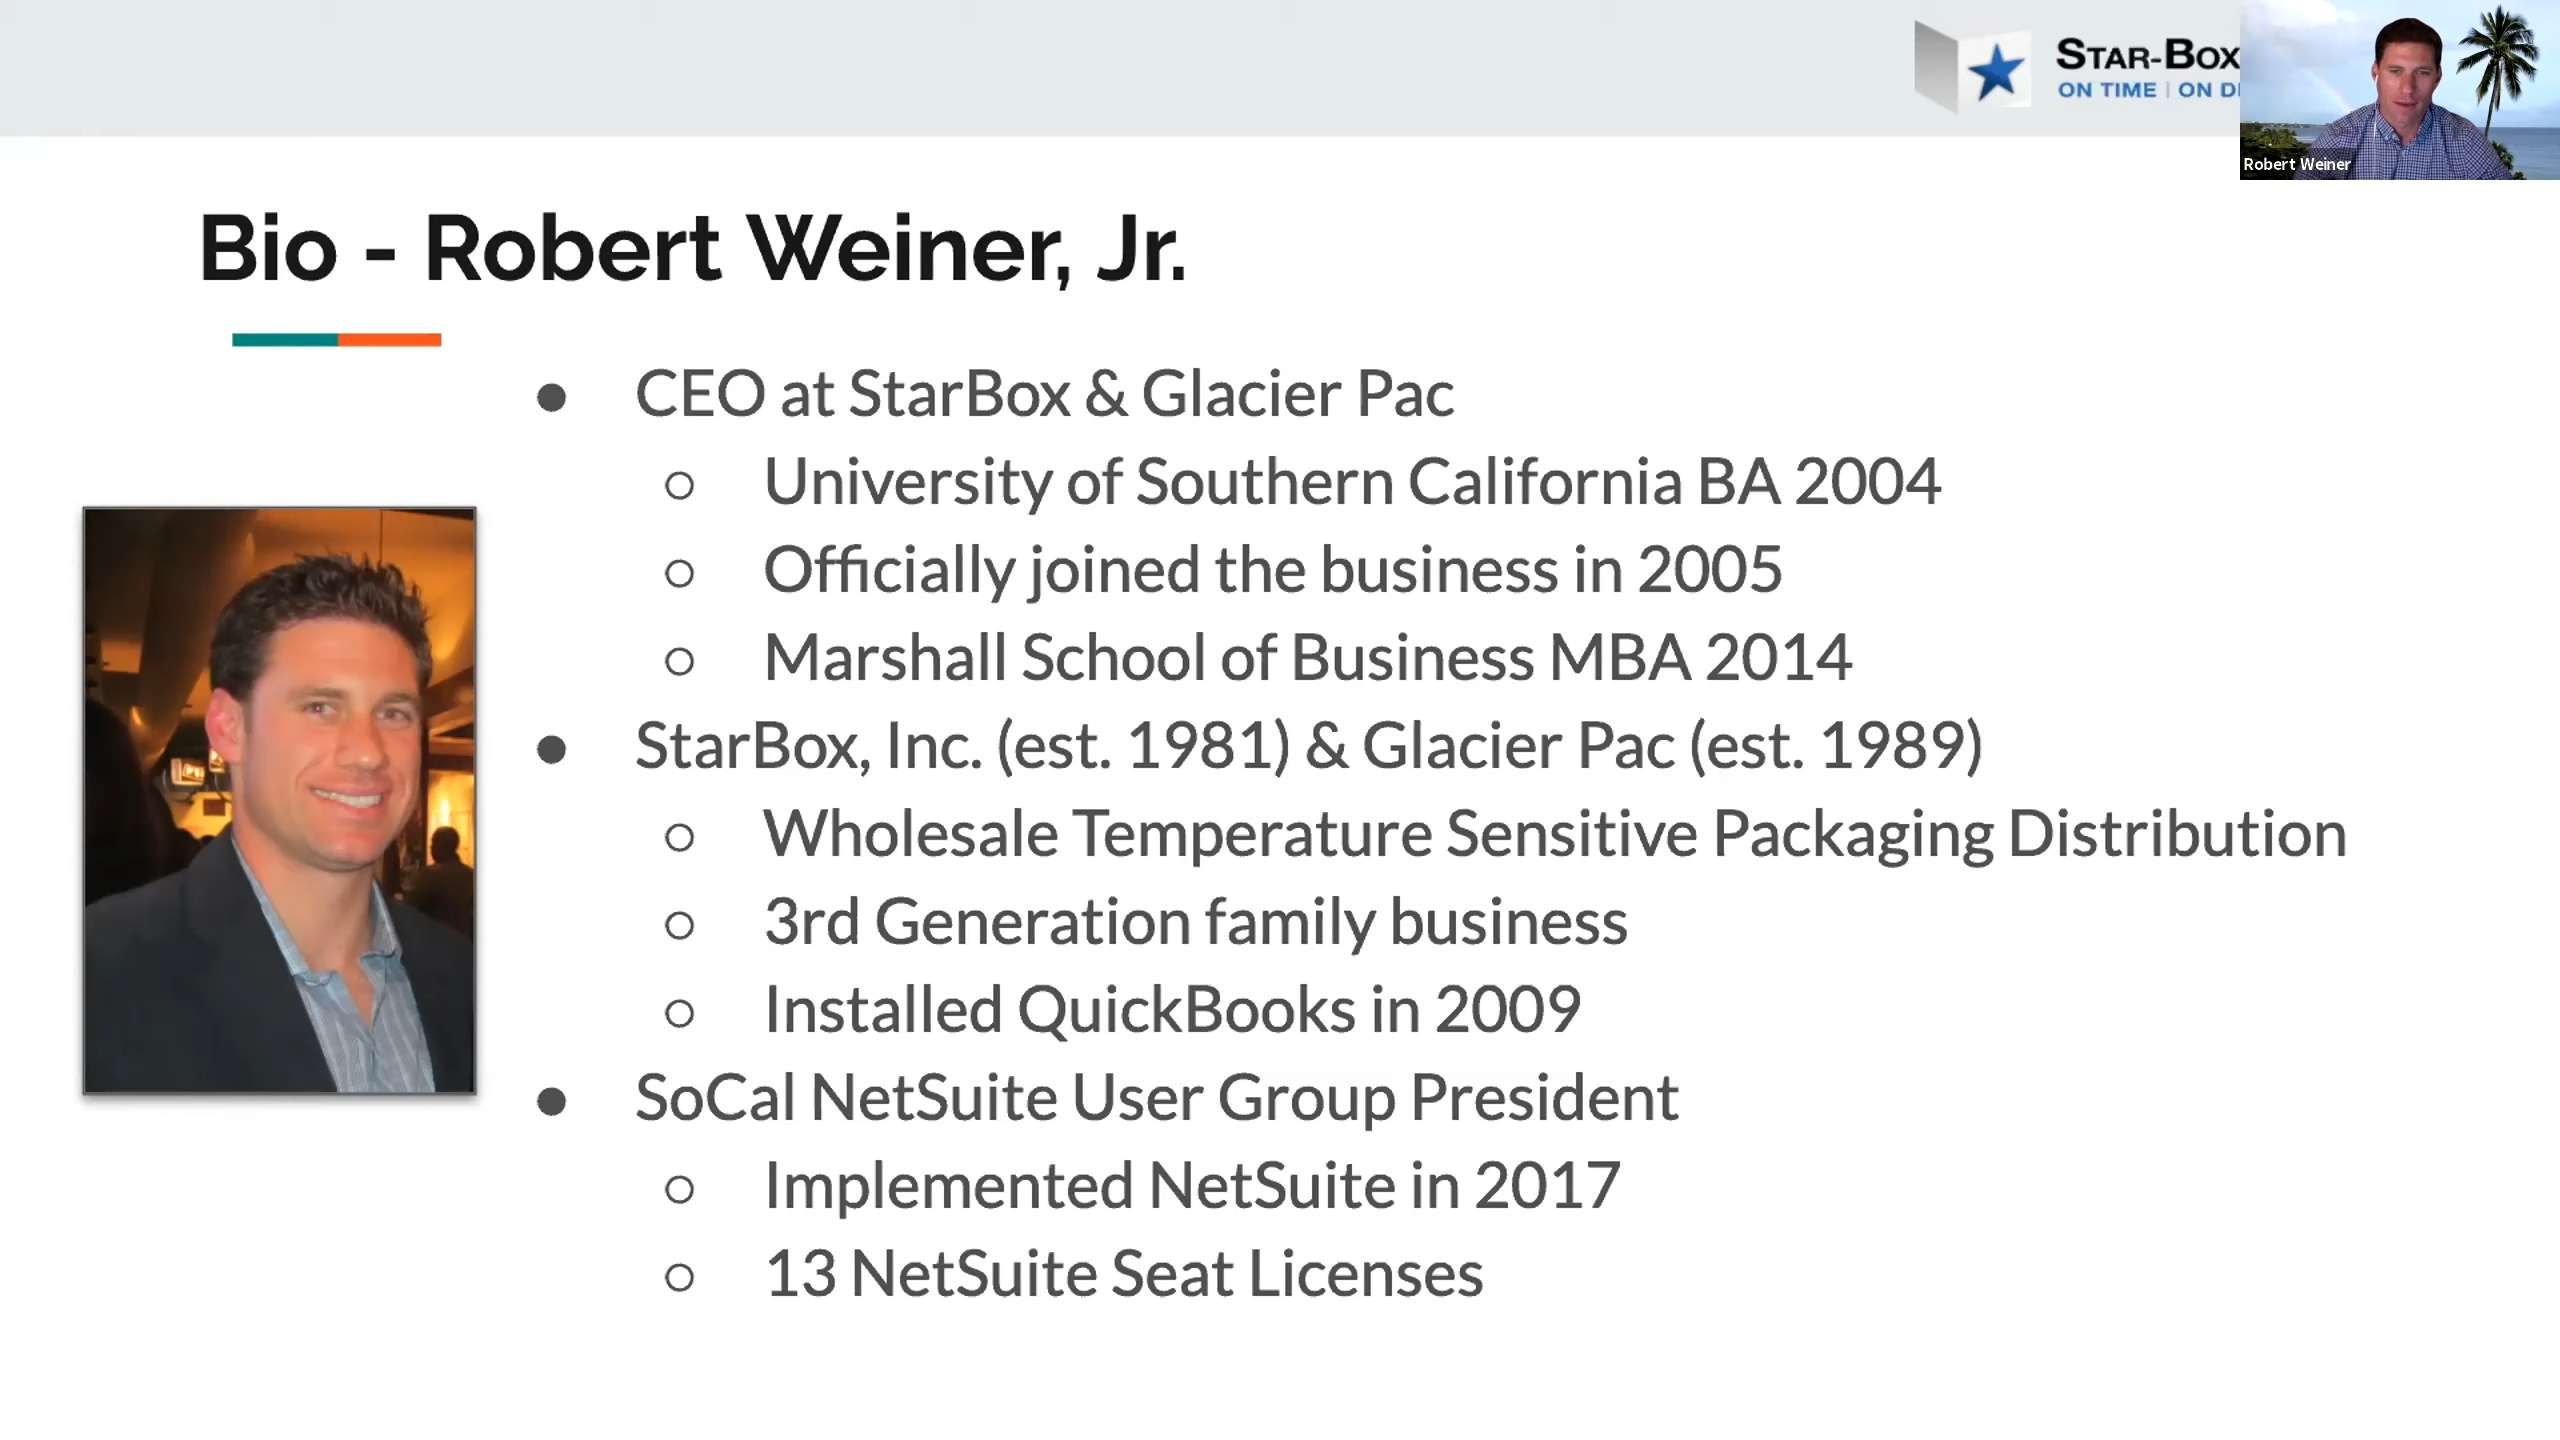 STAR-BOX
ON TIME | ON
Robert Weiner
Bio - Robert Weiner, Jr.
● CEO at StarBox & Glacier Pac
○ University of Southern California BA 2004
○ Officially joined the business in 2005
○ Marshall School of Business MBA 2014
● StarBox, Inc. (est. 1981) & Glacier Pac (est. 1989)
○ Wholesale Temperature Sensitive Packaging Distribution
○ 3rd Generation family business
○ Installed QuickBooks in 2009
● SoCal NetSuite User Group President
○ Implemented NetSuite in 2017
○ 13 NetSuite Seat Licenses